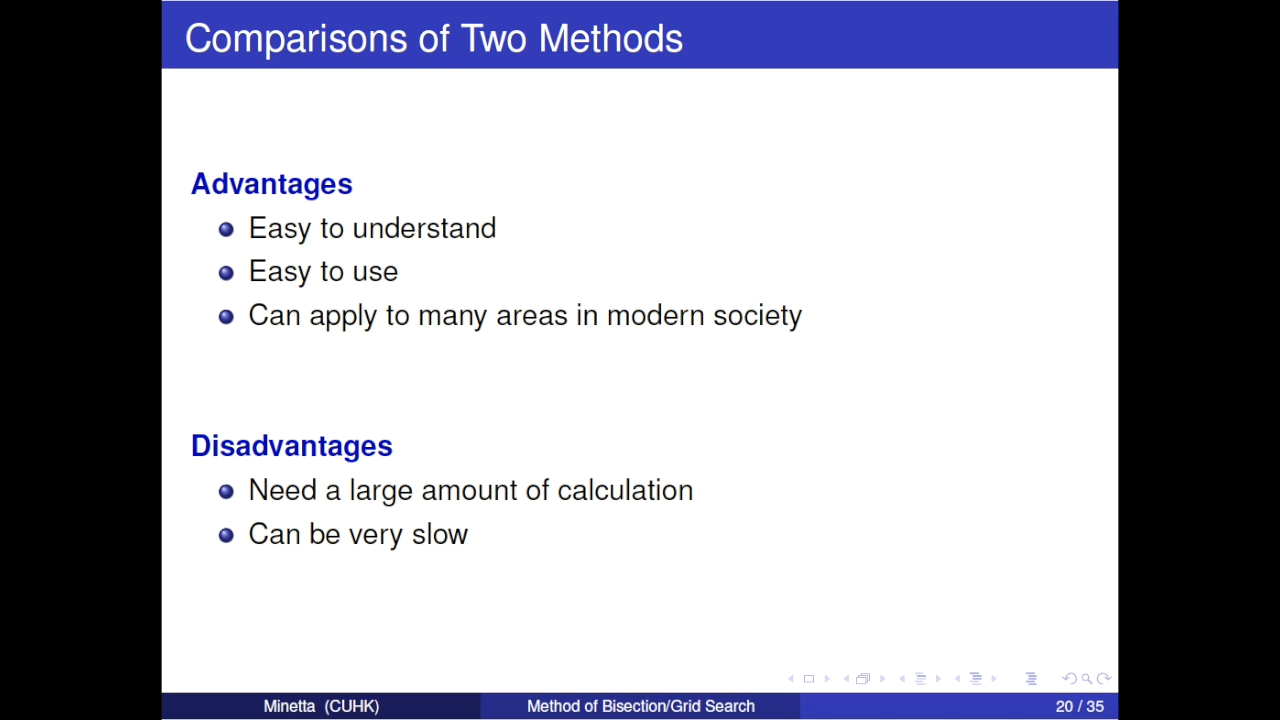 Comparisons of Two Methods
Advantages
Easy to understand
Easy to use
Can apply to many areas in modern society
Disadvantages
Need a large amount of calculation
Can be very slow
Minetta (CUHK)
Method of Bisection/Grid Search
20 / 35